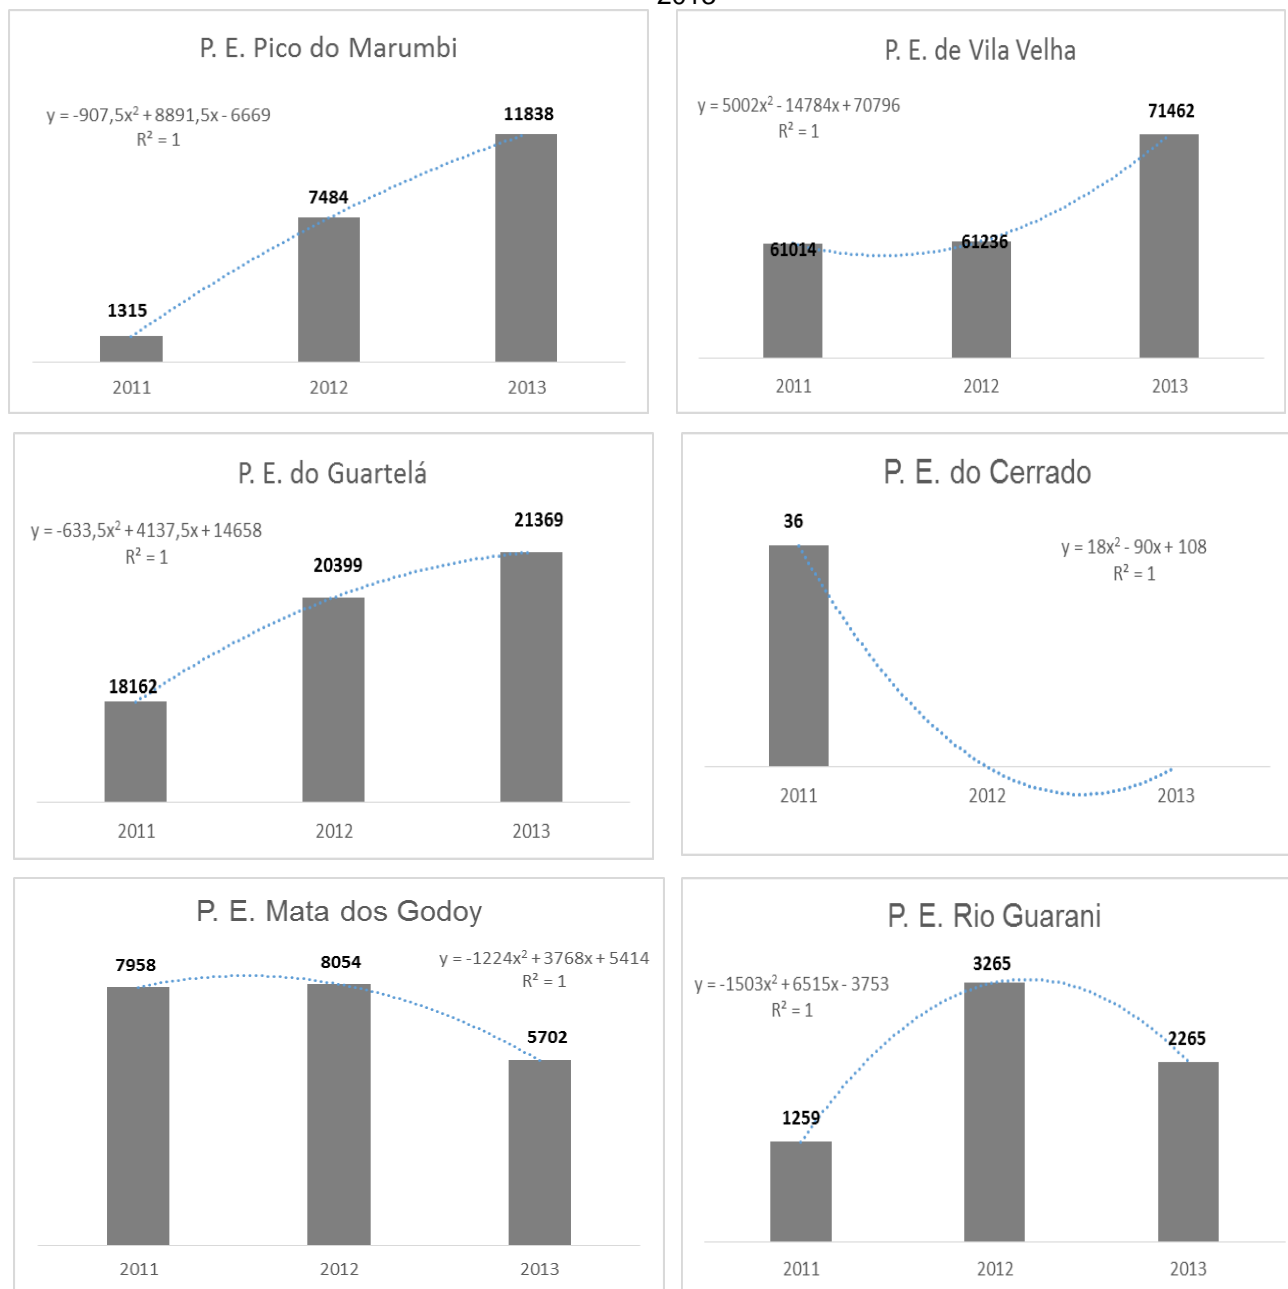 2013
P. E. Pico do Marumbi
y = -907,5x² + 8891,5x - 6669
R² = 1
1315
7484
11838
2011
2012
2013
P. E. de Vila Velha
y = 5002x² - 14784x + 70796
R² = 1
61014
61236
71462
2011
2012
2013
P. E. do Guartelá
y = -633,5x² + 4137,5x + 14658
R² = 1
18162
20399
21369
2011
2012
2013
P. E. do Cerrado
36
y = 18x² - 90x + 108
R² = 1
2011
2012
2013
P. E. Mata dos Godoy
7958
8054
y = -1224x² + 3768x + 5414
R² = 1
5702
2011
2012
2013
P. E. Rio Guarani
y = -1503x² + 6515x - 3753
R² = 1
1259
3265
2265
2011
2012
2013